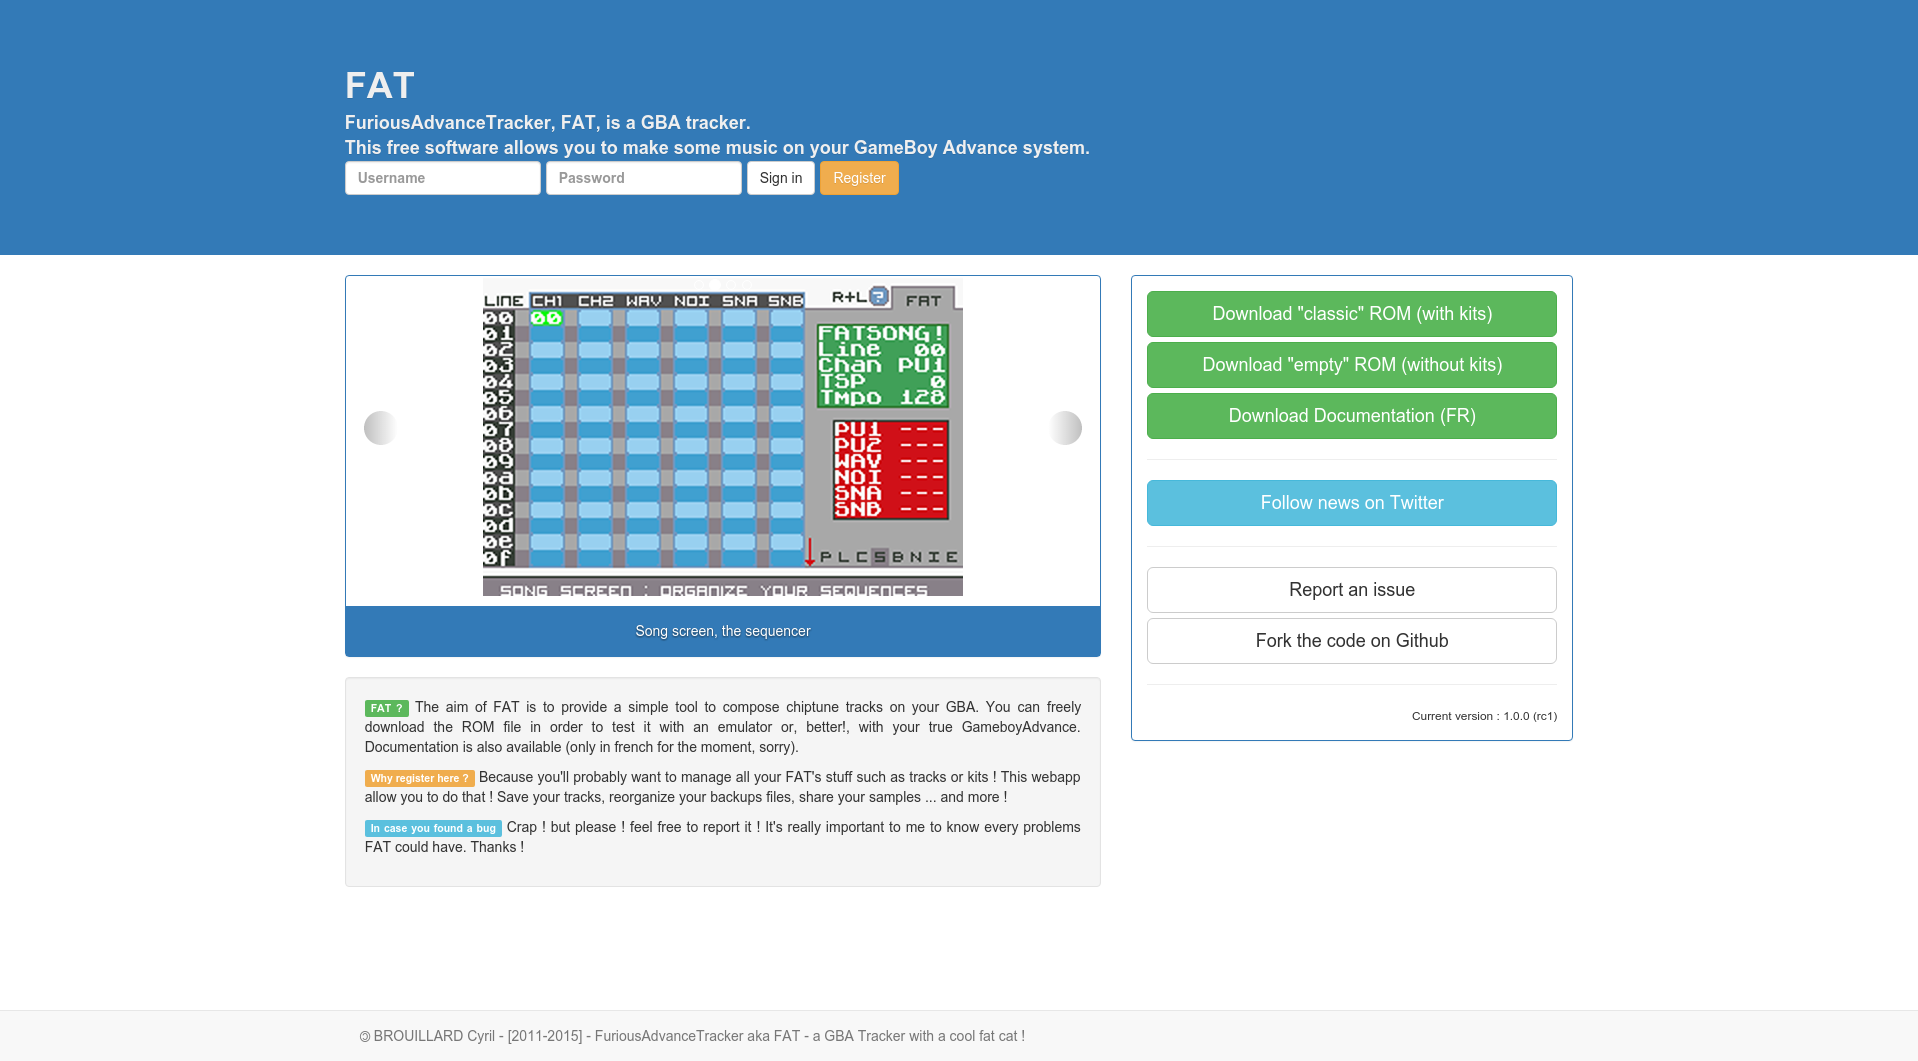 FAT
FuriousAdvanceTracker, FAT, is a GBA tracker.
This free software allows you to make some music on your GameBoy Advance system.
Username Password Sign in Register
LINE CH1 CH2 WAV NOI SNA SNB R+L ? FAT
00 00
01
02
03
04
05
06
07
08
09
0a
0b
0c
0d
0e
0f
FATSONG!
Line 00
Chan PU1
TSP 0
Tmpo 128
PU1 ---
PU2 ---
WAV ---
NOI ---
SNA ---
SNB ---
P L C S B N I E
SONG SCREEN : ORGANIZE YOUR SEQUENCES
Song screen, the sequencer
FAT ? The aim of FAT is to provide a simple tool to compose chiptune tracks on your GBA. You can freely
download the ROM file in order to test it with an emulator or, better!, with your true GameboyAdvance.
Documentation is also available (only in french for the moment, sorry).
Why register here ? Because you'll probably want to manage all your FAT's stuff such as tracks or kits ! This webapp
allow you to do that ! Save your tracks, reorganize your backups files, share your samples ... and more !
In case you found a bug Crap ! but please ! feel free to report it ! It's really important to me to know every problems
FAT could have. Thanks !
Download "classic" ROM (with kits)
Download "empty" ROM (without kits)
Download Documentation (FR)
Follow news on Twitter
Report an issue
Fork the code on Github
Current version : 1.0.0 (rc1)
@ BROUILLARD Cyril - [2011-2015] - FuriousAdvanceTracker aka FAT - a GBA Tracker with a cool fat cat !